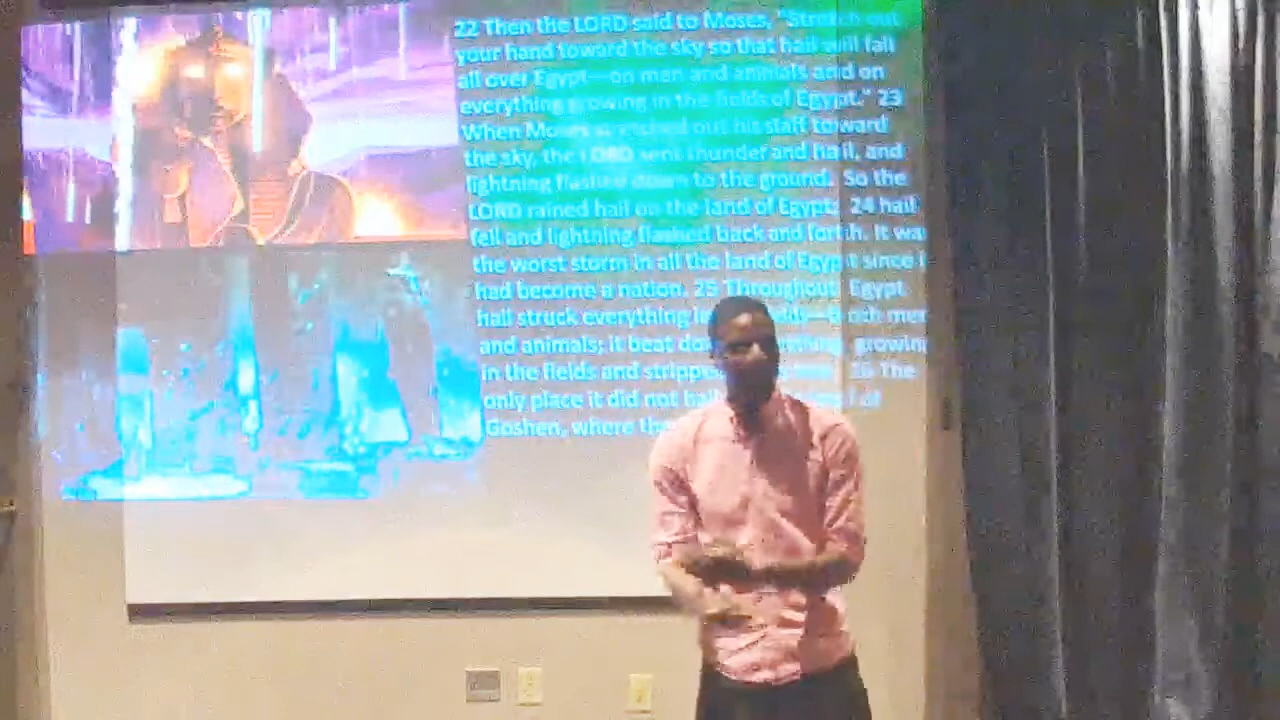 22 Then the LORD said to Moses, "Stretch out
your hand toward the sky so that hail will fall
all over Egypt—on men and animals and on
everything growing in the fields of Egypt." 23
When Moses stretched out his staff toward
the sky, the LORD sent thunder and hail, and
lightning flashed down to the ground. So the
LORD rained hail on the land of Egypt; 24 hail
fell and lightning flashed back and forth. It was
the worst storm in all the land of Egypt since i
had become a nation. 25 Throughout Egypt
hail struck everything in
and animals; it beat growing
in the fields and 26 The
only place it did not hail of
Goshen, where the